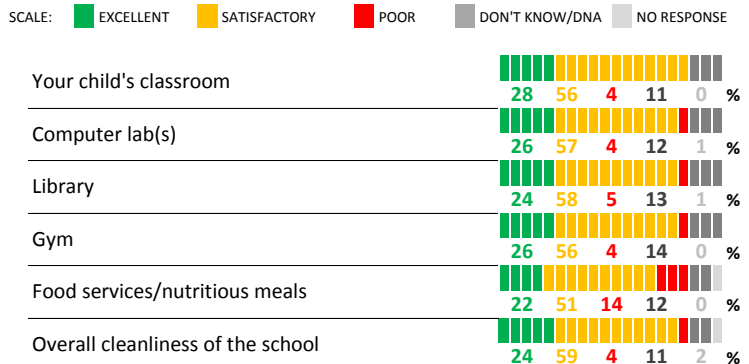 SCALE: EXCELLENT SATISFACTORY POOR DON'T KNOW/DNA NO RESPONSE
Your child's classroom
28 56 4 11 0 %
Computer lab(s)
26 57 4 12 1 %
Library
24 58 5 13 1 %
Gym
26 56 4 14 0 %
Food services/nutritious meals
22 51 14 12 0 %
Overall cleanliness of the school
24 59 4 11 2 %